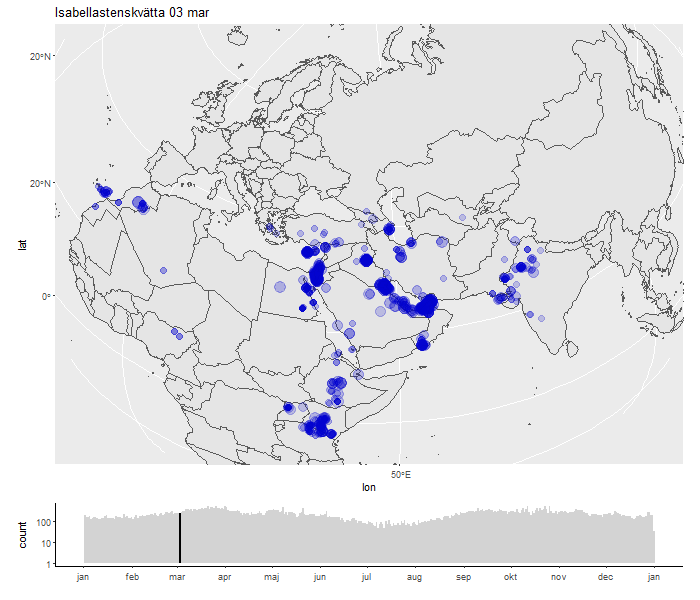 Isabellastenskvätta 03 mar
20°N
20°N
0°
lat
50°E
lon
count
100
10
1
jan feb mar apr maj jun jul aug sep okt nov dec jan